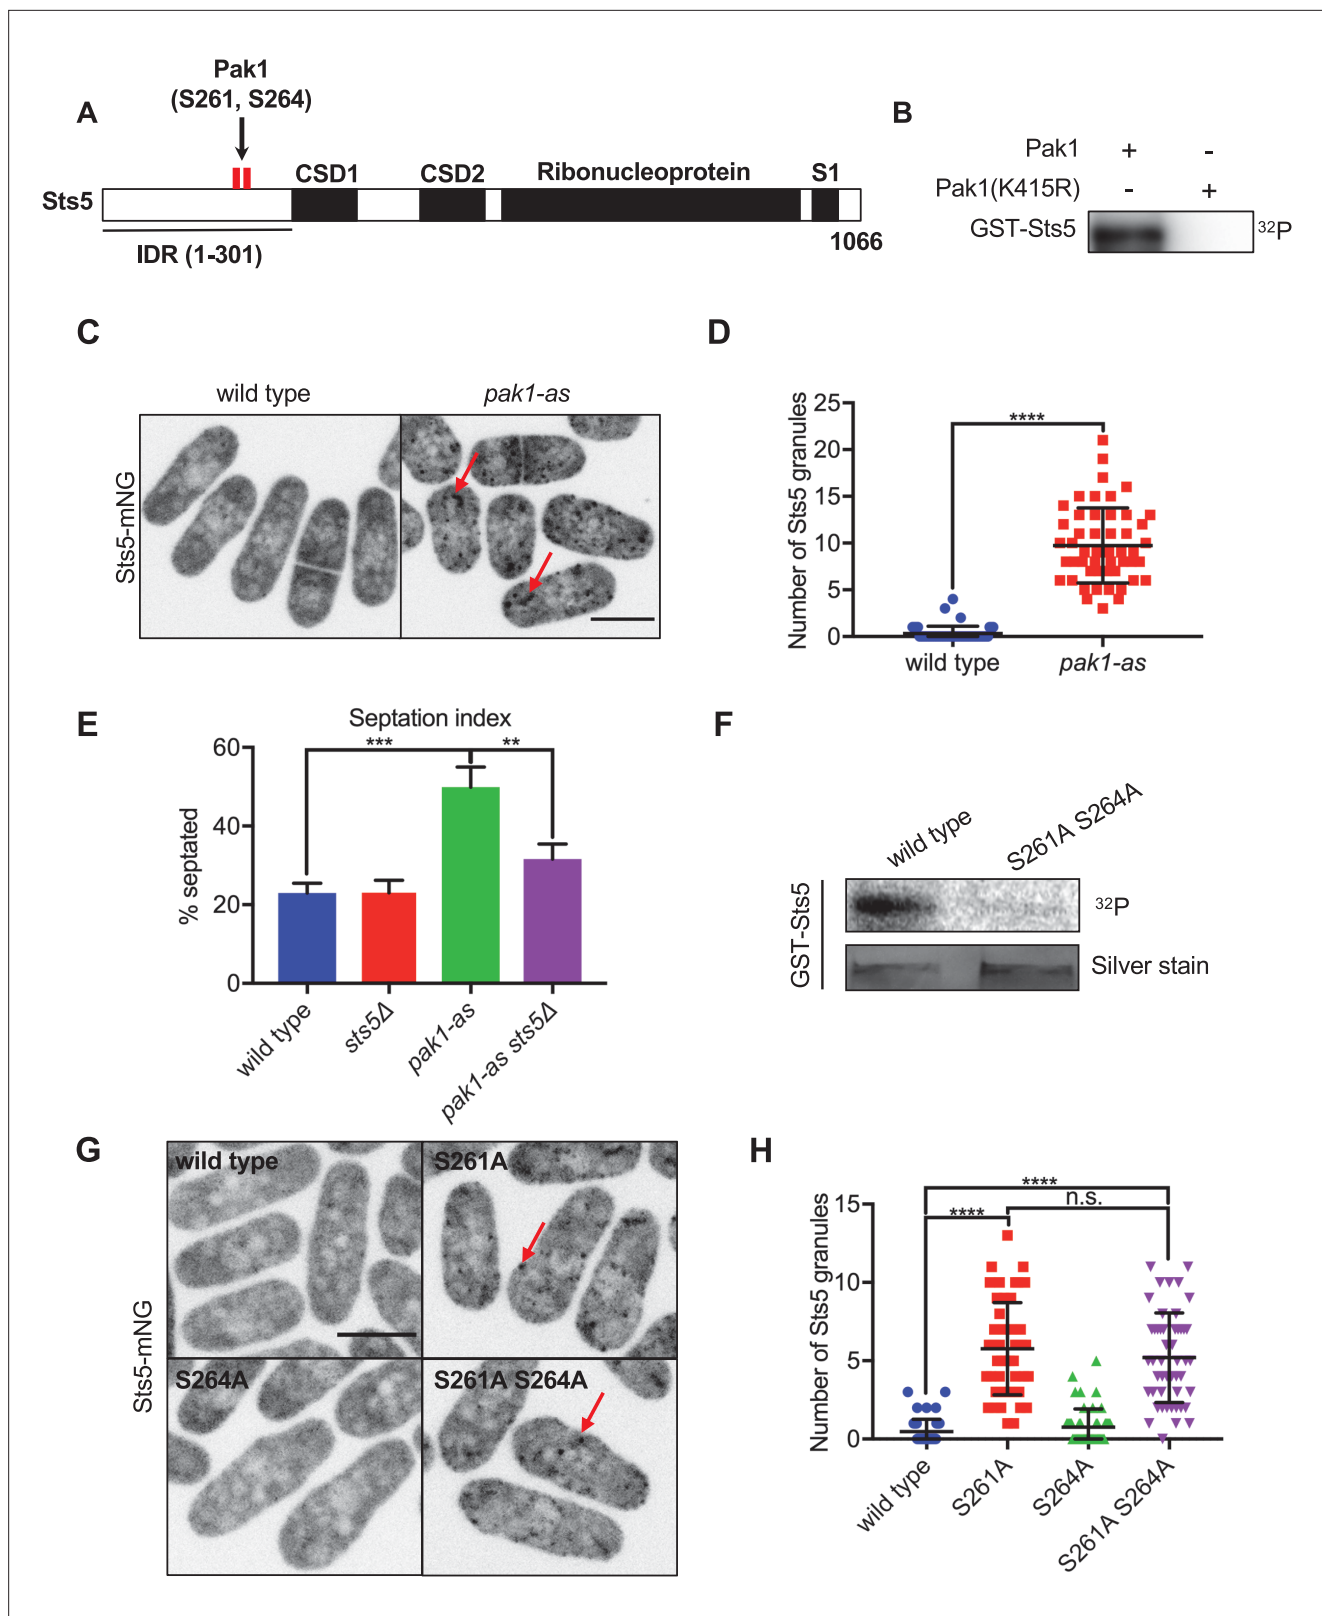 A
Pak1
(S261, S264)
CSD1
CSD2
Ribonucleoprotein
S1
Sts5
1066
IDR (1-301)
B
Pak1
+
-
Pak1(K415R)
-
+
GST-Sts5
32P
C
wild type
pak1-as
Sts5-mNG
D
Number of Sts5 granules
25
20
15
10
5
0
****
wild type
pak1-as
E
Septation index
% septated
60
40
20
0
***
**
wild type
sts5Δ
pak1-as
pak1-as sts5Δ
F
wild type
S261A S264A
GST-Sts5
32P
Silver stain
G
Sts5-mNG
wild type
S261A
S264A
S261A S264A
H
Number of Sts5 granules
15
10
5
0
****
n.s.
****
wild type
S261A
S264A
S261A S264A